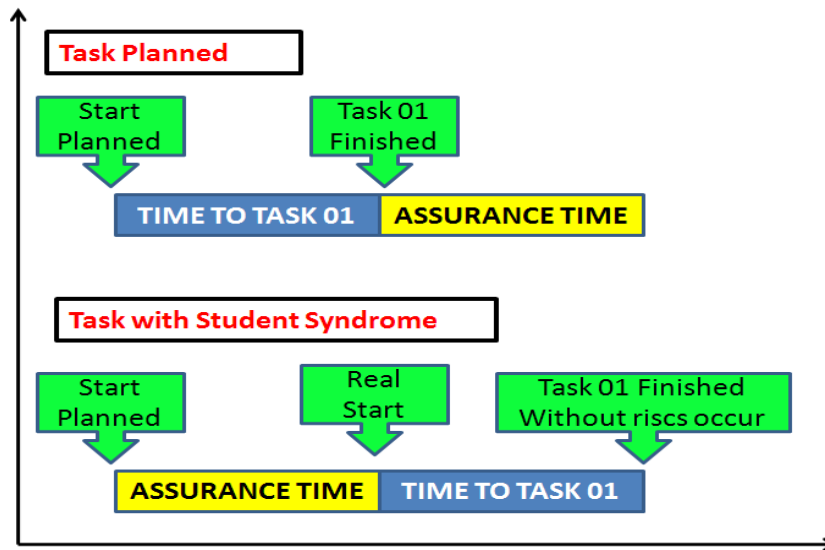 Task Planned
Start
Planned
Task 01
Finished
TIME TO TASK 01
ASSURANCE TIME
Task with Student Syndrome
Start
Planned
Real
Start
Task 01 Finished
Without riscs occur
ASSURANCE TIME
TIME TO TASK 01